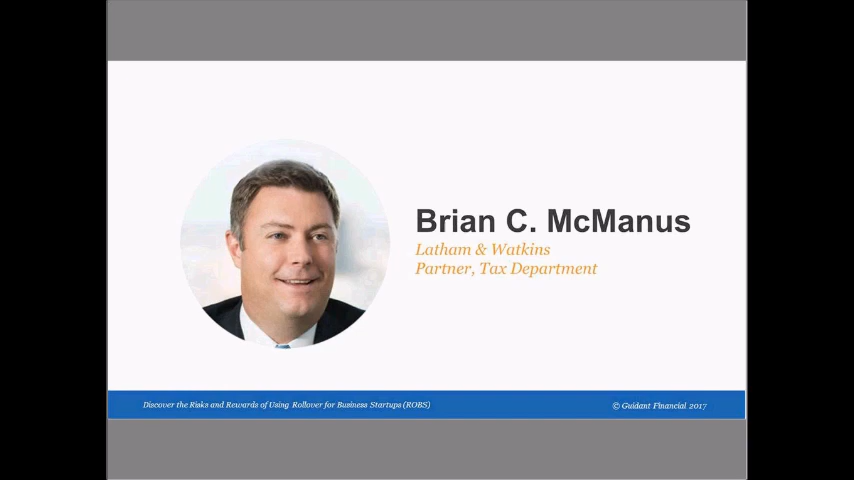 Brian C. McManus
Latham & Watkins
Partner, Tax Department
Discover the Risks and Rewards of Using Rollover for Business Startups (ROBS)
© Guidant Financial 2017